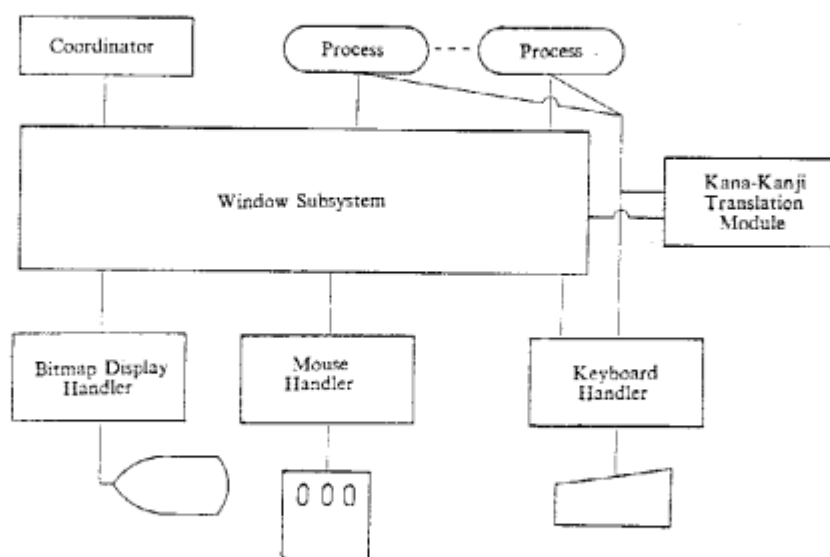 Coordinator
Process
Process
Window Subsystem
Kana-Kanji
Translation
Module
Bitmap Display
Handler
Mouse
Handler
Keyboard
Handler